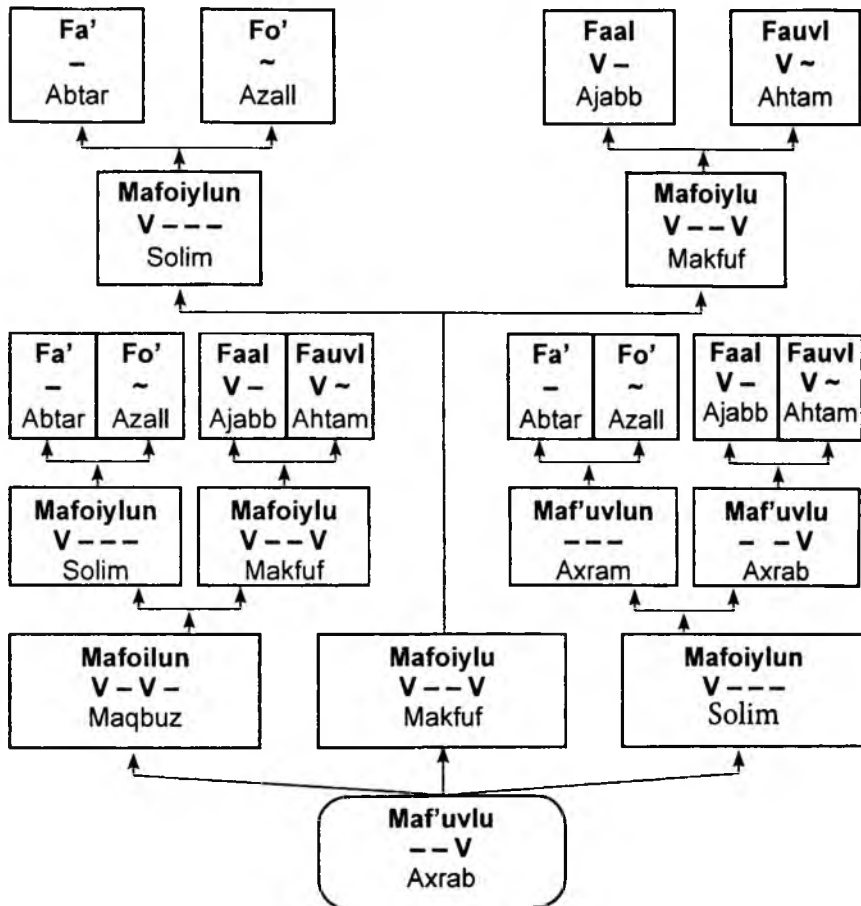 Fa’
–
Abtar
Fo’
~
Azall
Faal
V –
Ajabb
Fauvl
V ~
Ahtam
Mafoiylun
V – – –
Solim
Mafoiylu
V – – V
Makfuf
Fa’
–
Abtar
Fo’
~
Azall
Faal
V –
Ajabb
Fauvl
V ~
Ahtam
Fa’
–
Abtar
Fo’
~
Azall
Faal
V –
Ajabb
Fauvl
V ~
Ahtam
Mafoiylun
V – – –
Solim
Mafoiylu
V – – V
Makfuf
Maf'uvlun
– – –
Axram
Maf'uvlu
– – V
Axrab
Mafoilun
V – V –
Maqbuz
Mafoiylu
V – – V
Makfuf
Mafoiylun
V – – –
Solim
Maf'uvlu
– – V
Axrab